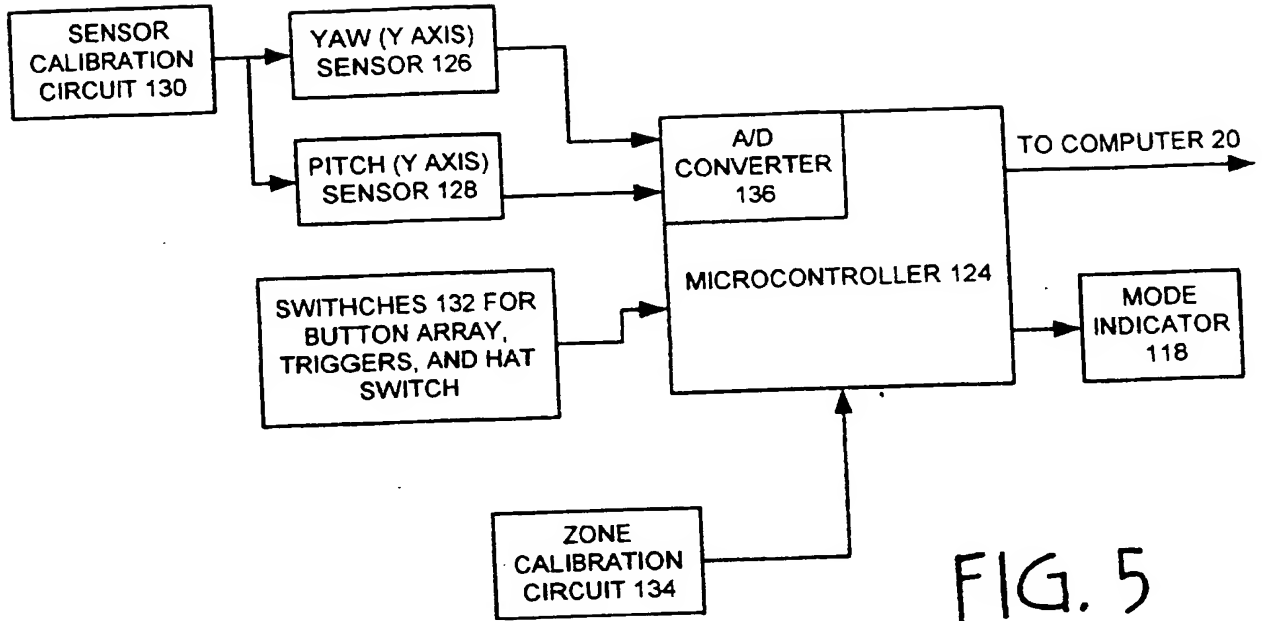 SENSOR
CALIBRATION
CIRCUIT 130
YAW (Y AXIS)
SENSOR 126
PITCH (Y AXIS)
SENSOR 128
A/D
CONVERTER
136
TO COMPUTER 20
MICROCONTROLLER 124
SWITHCHES 132 FOR
BUTTON ARRAY,
TRIGGERS, AND HAT
SWITCH
MODE
INDICATOR
118
ZONE
CALIBRATION
CIRCUIT 134
FIG. 5